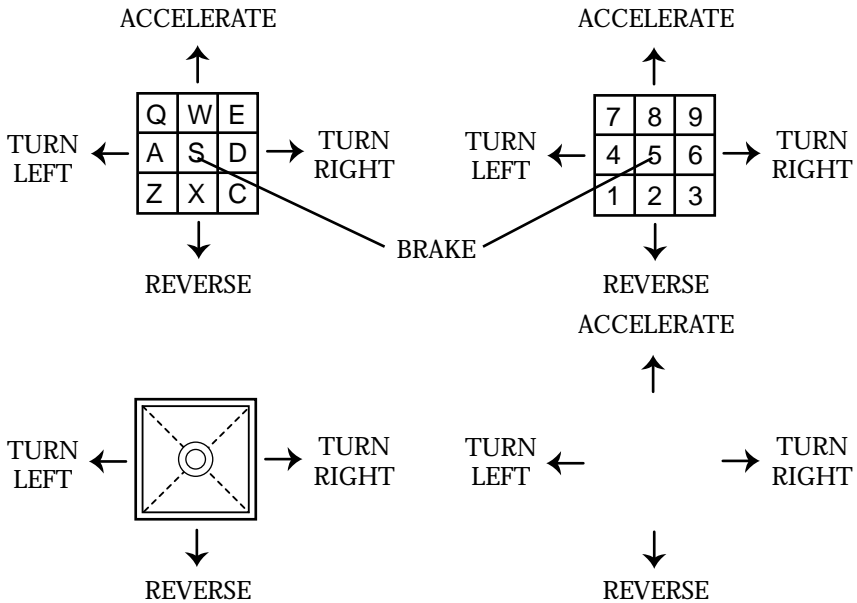 ACCELERATE
ACCELERATE
Q W E
7 8 9
TURN
LEFT
A S D
TURN
RIGHT
TURN
LEFT
4 5 6
TURN
RIGHT
Z X C
1 2 3
BRAKE
REVERSE
REVERSE
ACCELERATE
TURN
LEFT
TURN
RIGHT
TURN
LEFT
TURN
RIGHT
REVERSE
REVERSE